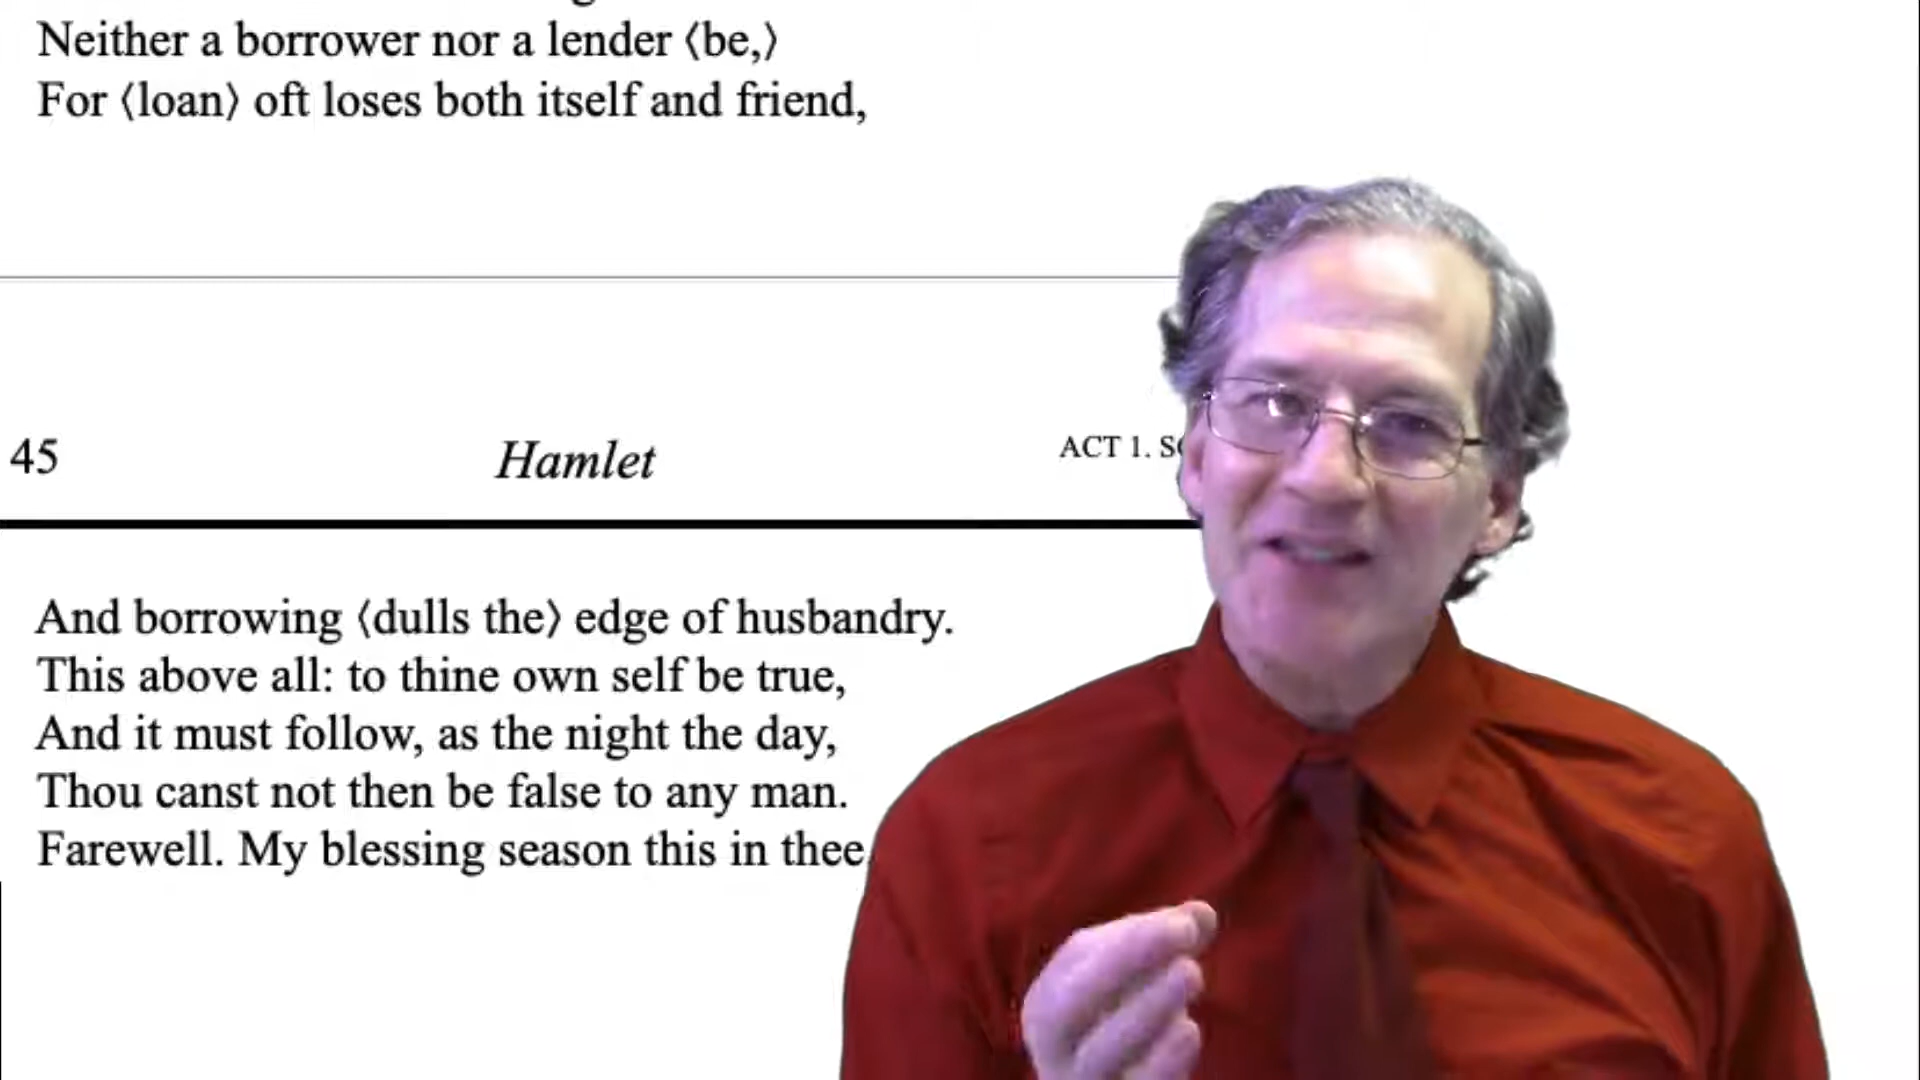 Neither a borrower nor a lender ⟨be,⟩
For ⟨loan⟩ oft loses both itself and friend,
45 Hamlet ACT 1.
And borrowing ⟨dulls the⟩ edge of husbandry.
This above all: to thine own self be true,
And it must follow, as the night the day,
Thou canst not then be false to any man.
Farewell. My blessing season this in thee